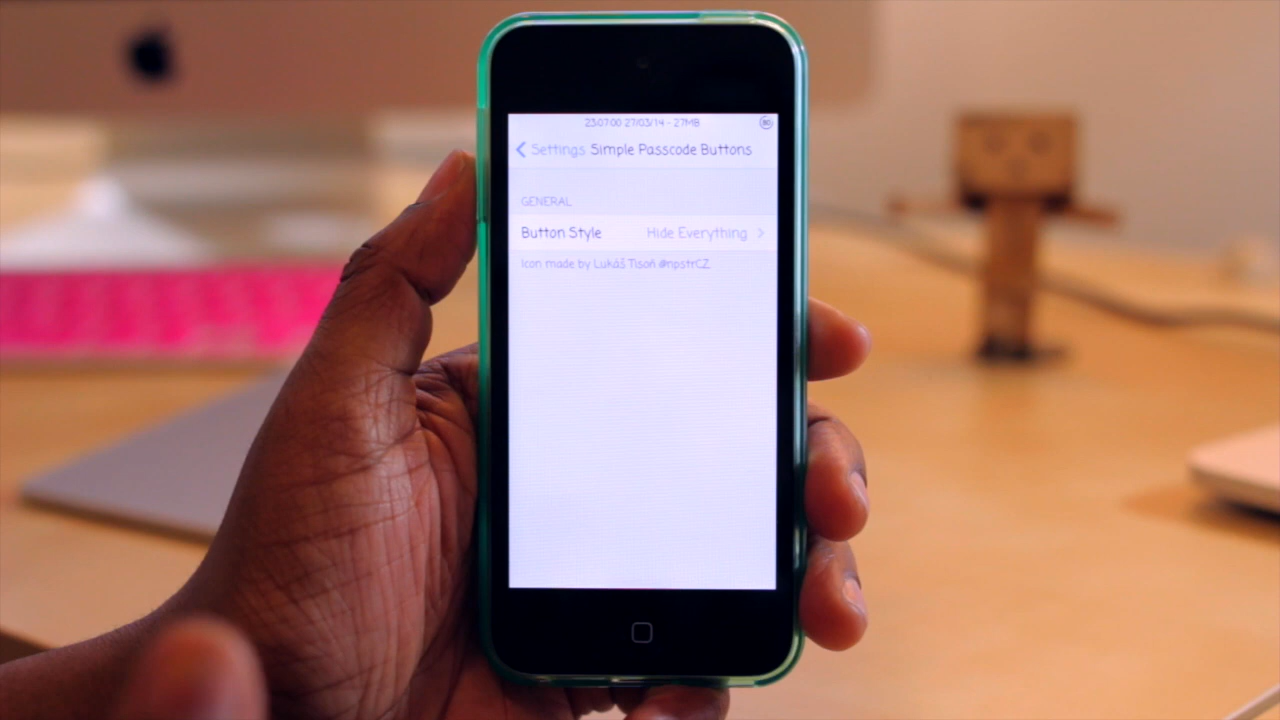 23:07:00 27/03/14 - 27MB 80
Settings Simple Passcode Buttons
GENERAL
Button Style Hide Everything
Icon made by Lukáš Tisoň @npstrCZ